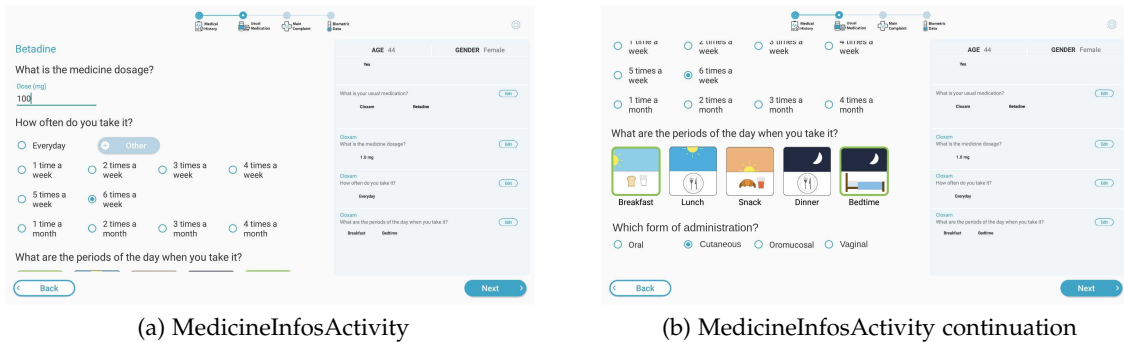 Medical History
Usual Medication
Main Complaint
Biometric Data
Betadine
What is the medicine dosage?
Dose (mg)
100
How often do you take it?
Everyday
Other
1 time a week
2 times a week
3 times a week
4 times a week
5 times a week
6 times a week
1 time a month
2 times a month
3 times a month
4 times a month
What are the periods of the day when you take it?
Back
AGE 44
GENDER Female
Yes
What is your usual medication?
Edit
Cloxam
Betadine
Cloxam
What is the medicine dosage?
Edit
1.0 mg
Cloxam
How often do you take it?
Edit
Everyday
Cloxam
What are the periods of the day when you take it?
Edit
Breakfast
Bedtime
Next
(a) MedicineInfosActivity
Medical History
Usual Medication
Main Complaint
Biometric Data
1 time a week
2 times a week
3 times a week
4 times a week
5 times a week
6 times a week
1 time a month
2 times a month
3 times a month
4 times a month
What are the periods of the day when you take it?
Breakfast
Lunch
Snack
Dinner
Bedtime
Which form of administration?
Oral
Cutaneous
Oromucosal
Vaginal
Back
AGE 44
GENDER Female
Yes
What is your usual medication?
Edit
Cloxam
Betadine
Cloxam
What is the medicine dosage?
Edit
1.0 mg
Cloxam
How often do you take it?
Edit
Everyday
Cloxam
What are the periods of the day when you take it?
Edit
Breakfast
Bedtime
Next
(b) MedicineInfosActivity continuation